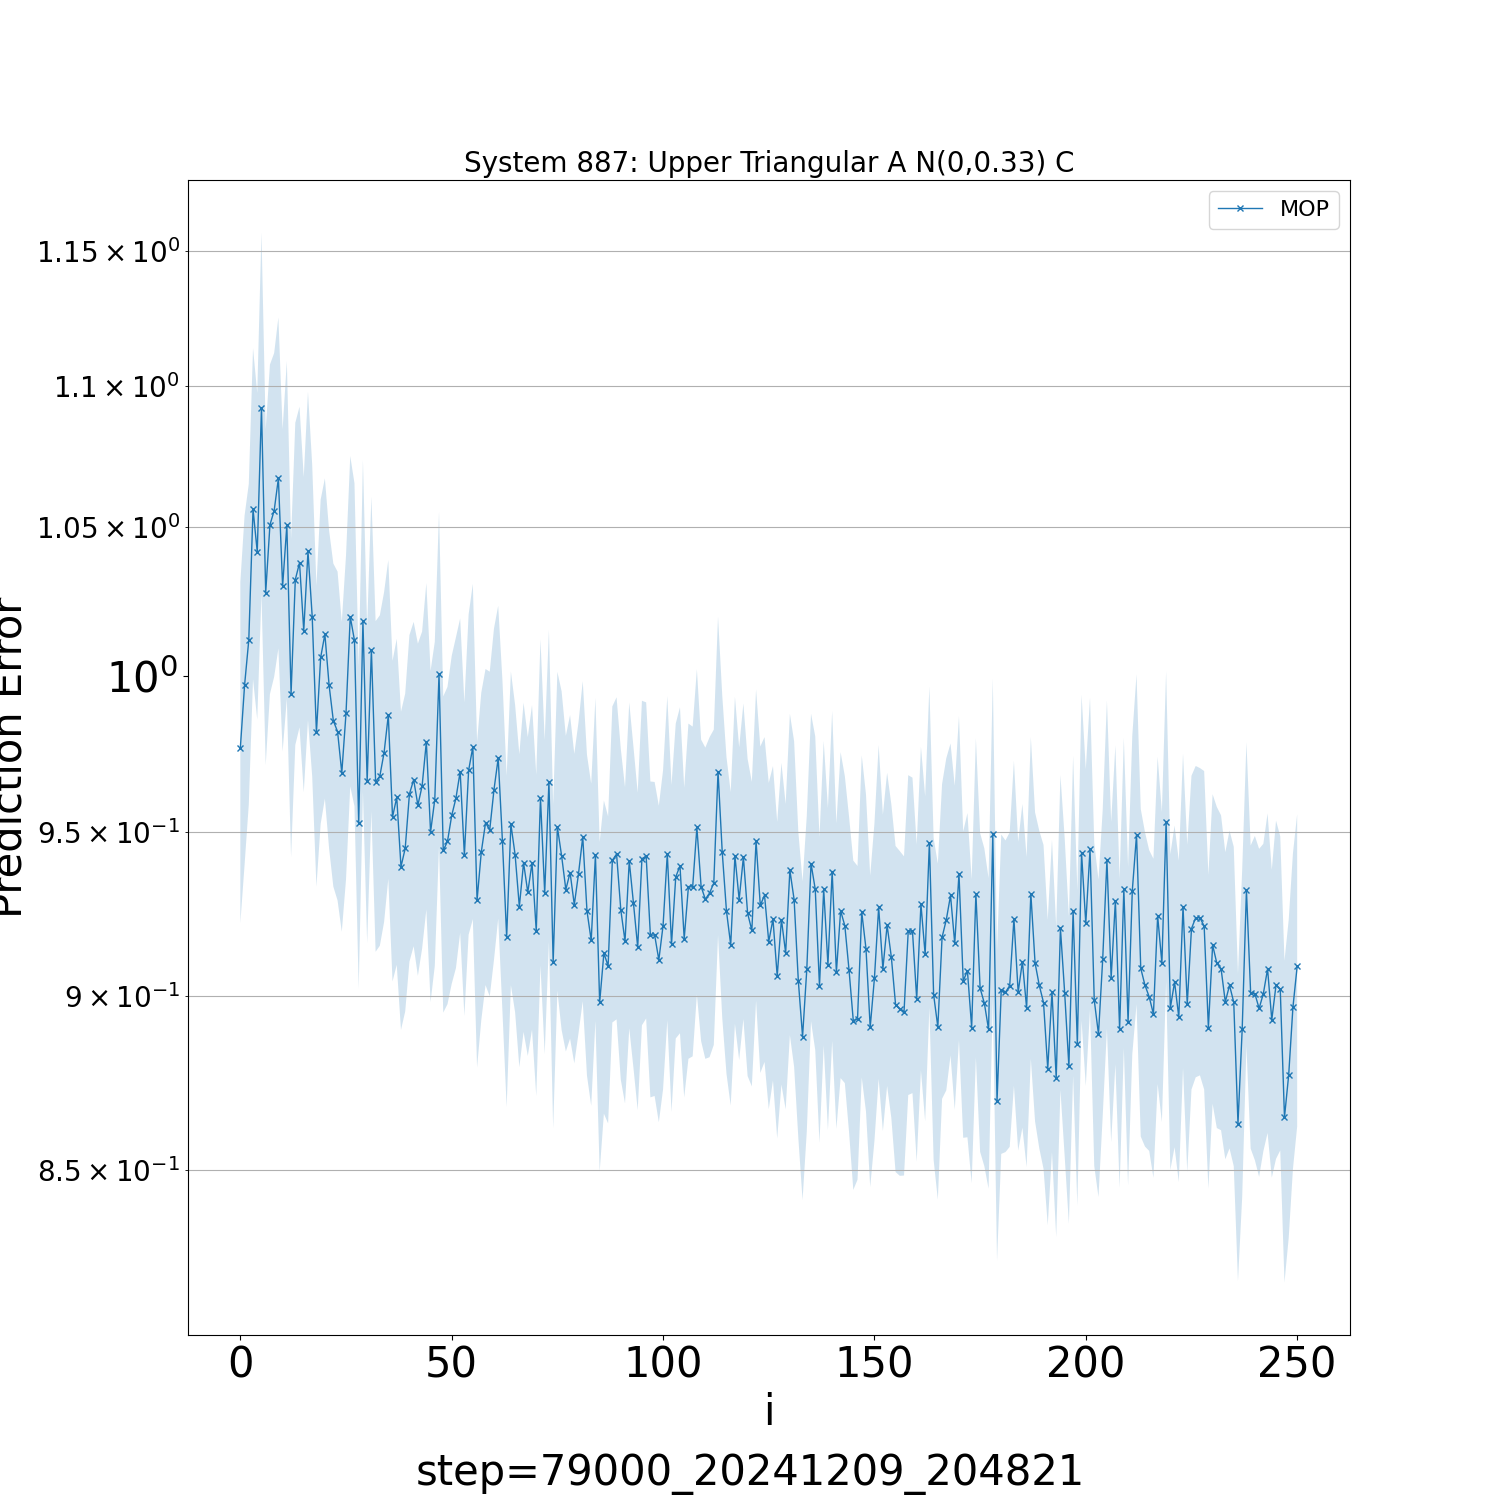 System 887: Upper Triangular A N(0,0.33) C
MOP
1.15 × 10⁰
1.1 × 10⁰
1.05 × 10⁰
10⁰
9.5 × 10⁻¹
9 × 10⁻¹
8.5 × 10⁻¹
Prediction Error
0 50 100 150 200 250
i
step=79000_20241209_204821